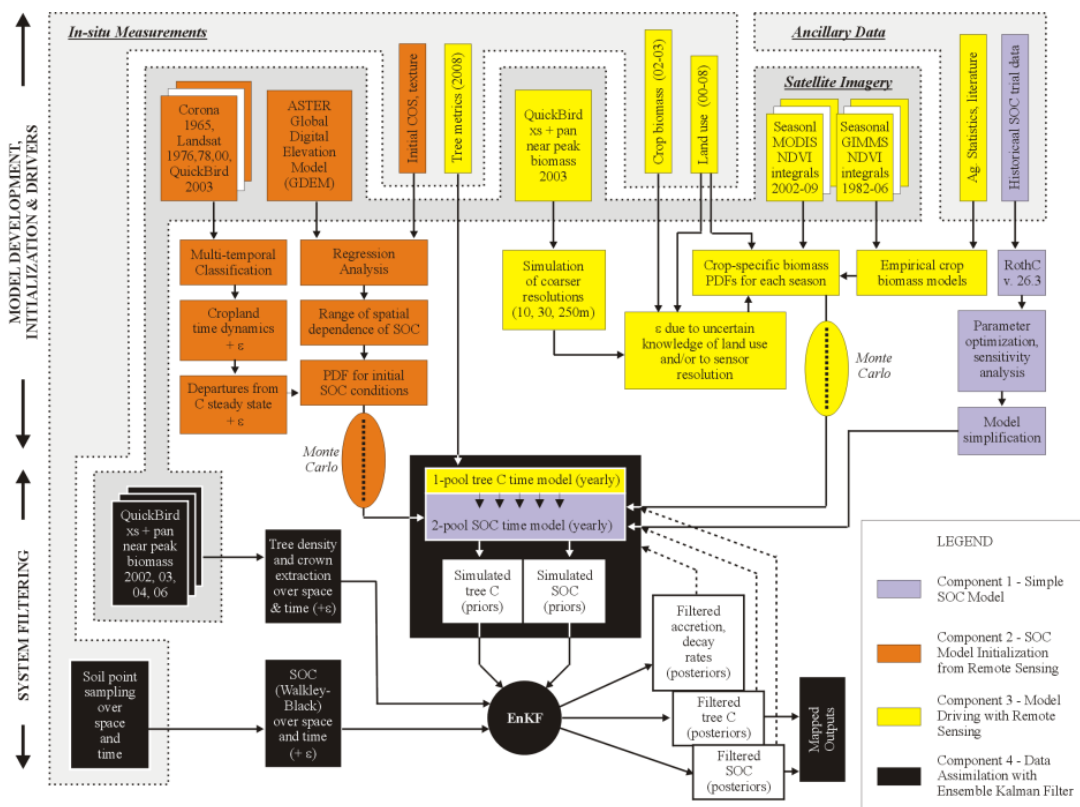 MODEL DEVELOPMENT,
INITIALIZATION & DRIVERS
SYSTEM FILTERING
In-situ Measurements
Ancillary Data
Satellite Imagery
Corona
1965,
Landsat
1976,78,00,
QuickBird
2003
ASTER
Global
Digital
Elevation
Model
(GDEM)
Initial COS, texture
Tree metrics (2008)
QuickBird
xs + pan
near peak
biomass
2003
Crop biomass (02-03)
Land use (00-08)
Seasonl
MODIS
NDVI
integrals
2002-09
Seasonal
GIMMS
NDVI
integrals
1982-06
Ag. Statistics, literature
Historicaal SOC trial data
Multi-temporal
Classification
Regression
Analysis
Simulation
of coarser
resolutions
(10, 30, 250m)
Crop-specific biomass
PDFs for each season
Empirical crop
biomass models
RothC
v. 26.3
Cropland
time dynamics
+ ε
Range of spatial
dependence of SOC
ε due to uncertain
knowledge of land use
and/or to sensor
resolution
Parameter
optimization,
sensitivity
analysis
Departures from
C steady state
+ ε
PDF for initial
SOC conditions
Monte
Carlo
Monte
Carlo
Model
simplification
1-pool tree C time model (yearly)
2-pool SOC time model (yearly)
QuickBird
xs + pan
near peak
biomass
2002, 03,
04, 06
Tree density
and crown
extraction
over space
& time (+ε)
Simulated
tree C
(priors)
Simulated
SOC
(priors)
Filtered
accretion,
decay
rates
(posteriors)
Soil point
sampling
over
space
and
time
SOC
(Walkley-
Black)
over space
and time
(+ ε)
EnKF
Filtered
tree C
(posteriors)
Filtered
SOC
(posteriors)
Mapped
Outputs
LEGEND
Component 1 - Simple
SOC Model
Component 2 - SOC
Model Initialization
from Remote Sensing
Component 3 - Model
Driving with Remote
Sensing
Component 4 - Data
Assimilation with
Ensemble Kalman Filter